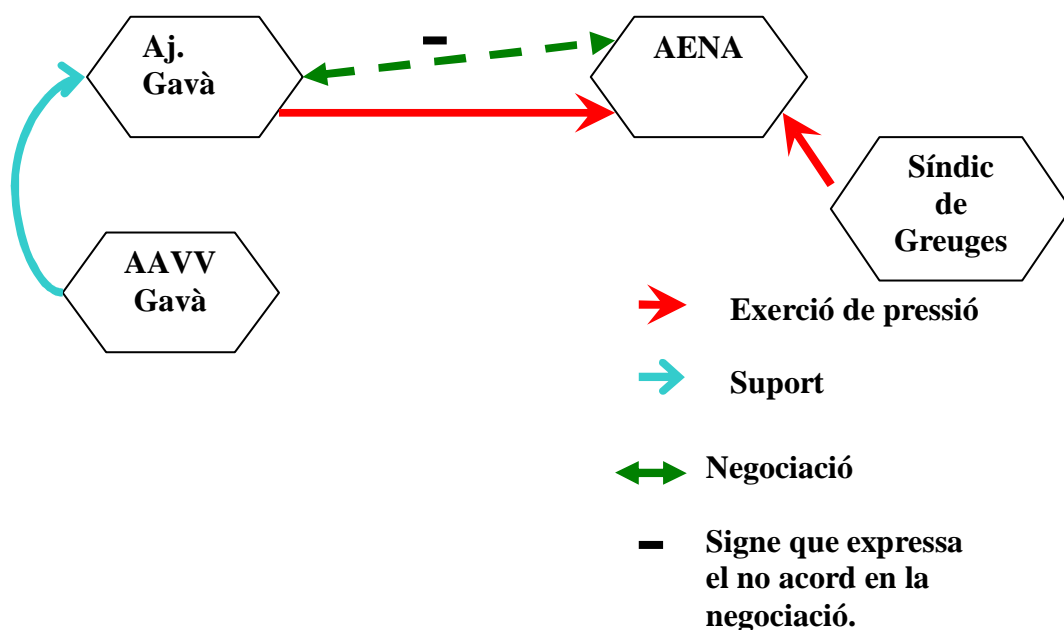 Aj.
Gavà
AENA
Síndic
de
Greuges
AAVV
Gavà
Exerció de pressió
Suport
Negociació
Signe que expressa
el no acord en la
negociació.